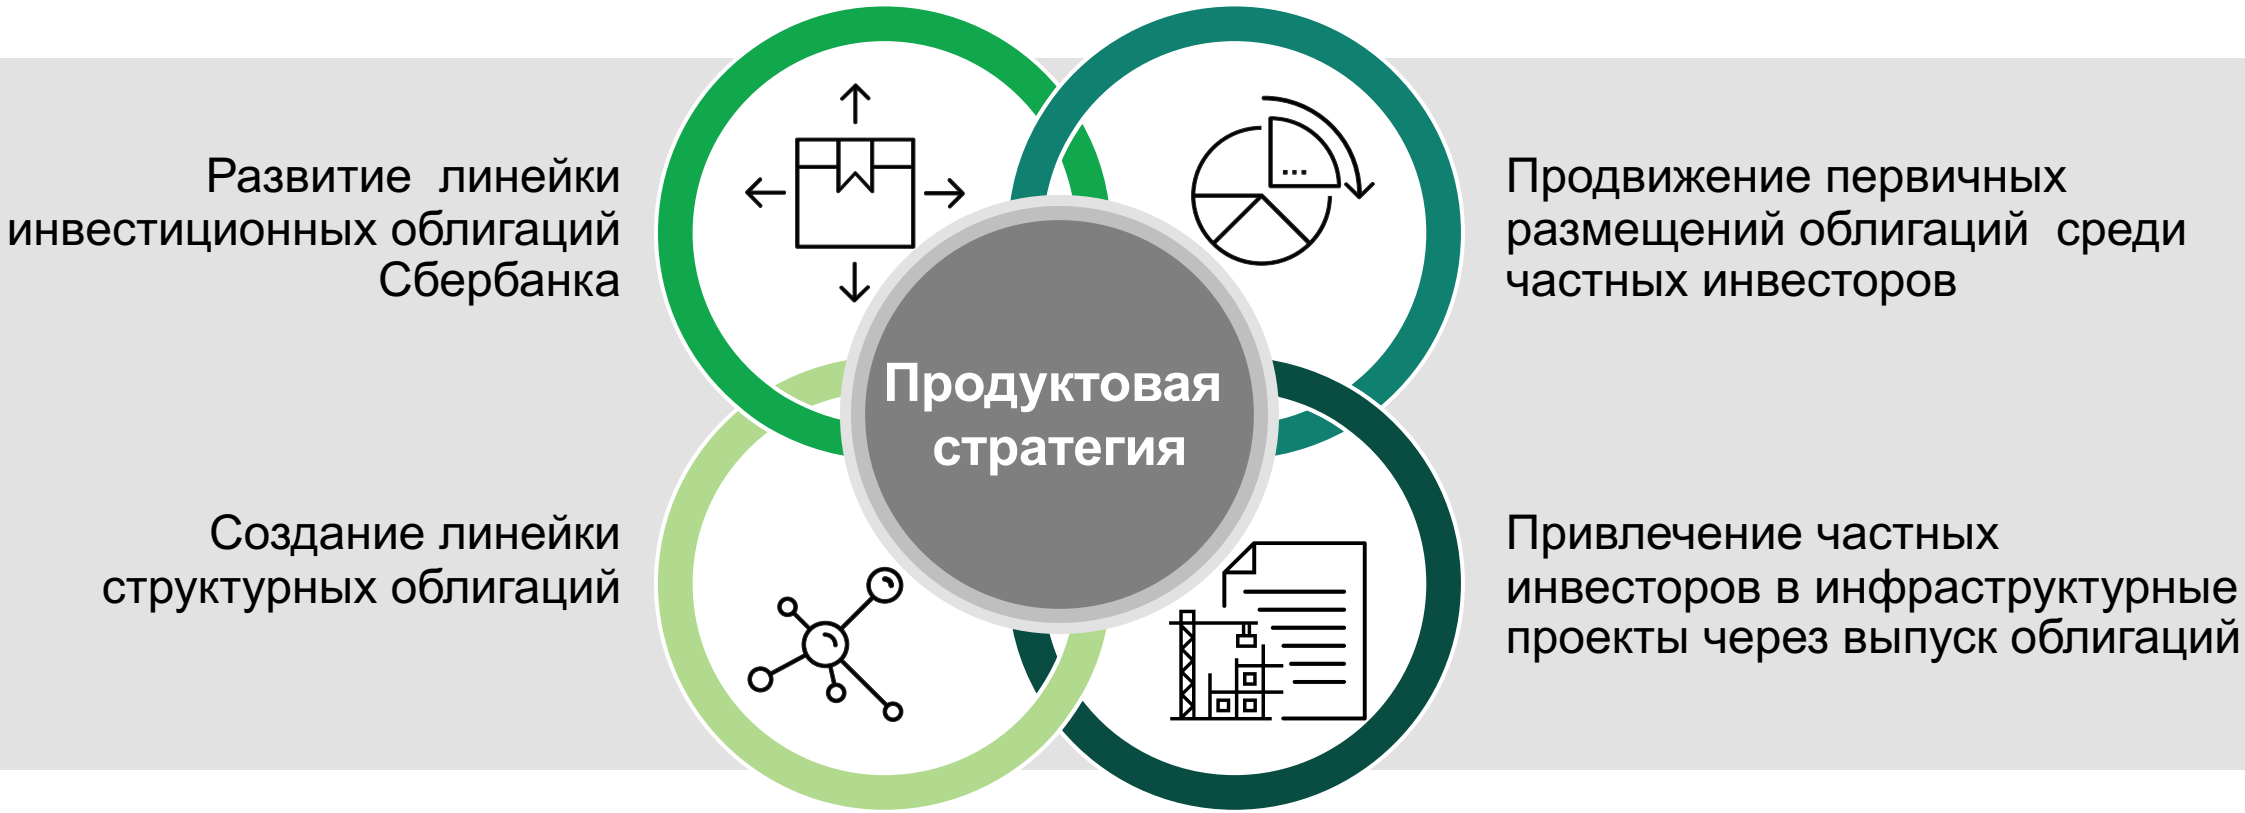 Развитие линейки
инвестиционных облигаций
Сбербанка
Продвижение первичных
размещений облигаций среди
частных инвесторов
Продуктовая
стратегия
Создание линейки
структурных облигаций
Привлечение частных
инвесторов в инфраструктурные
проекты через выпуск облигаций